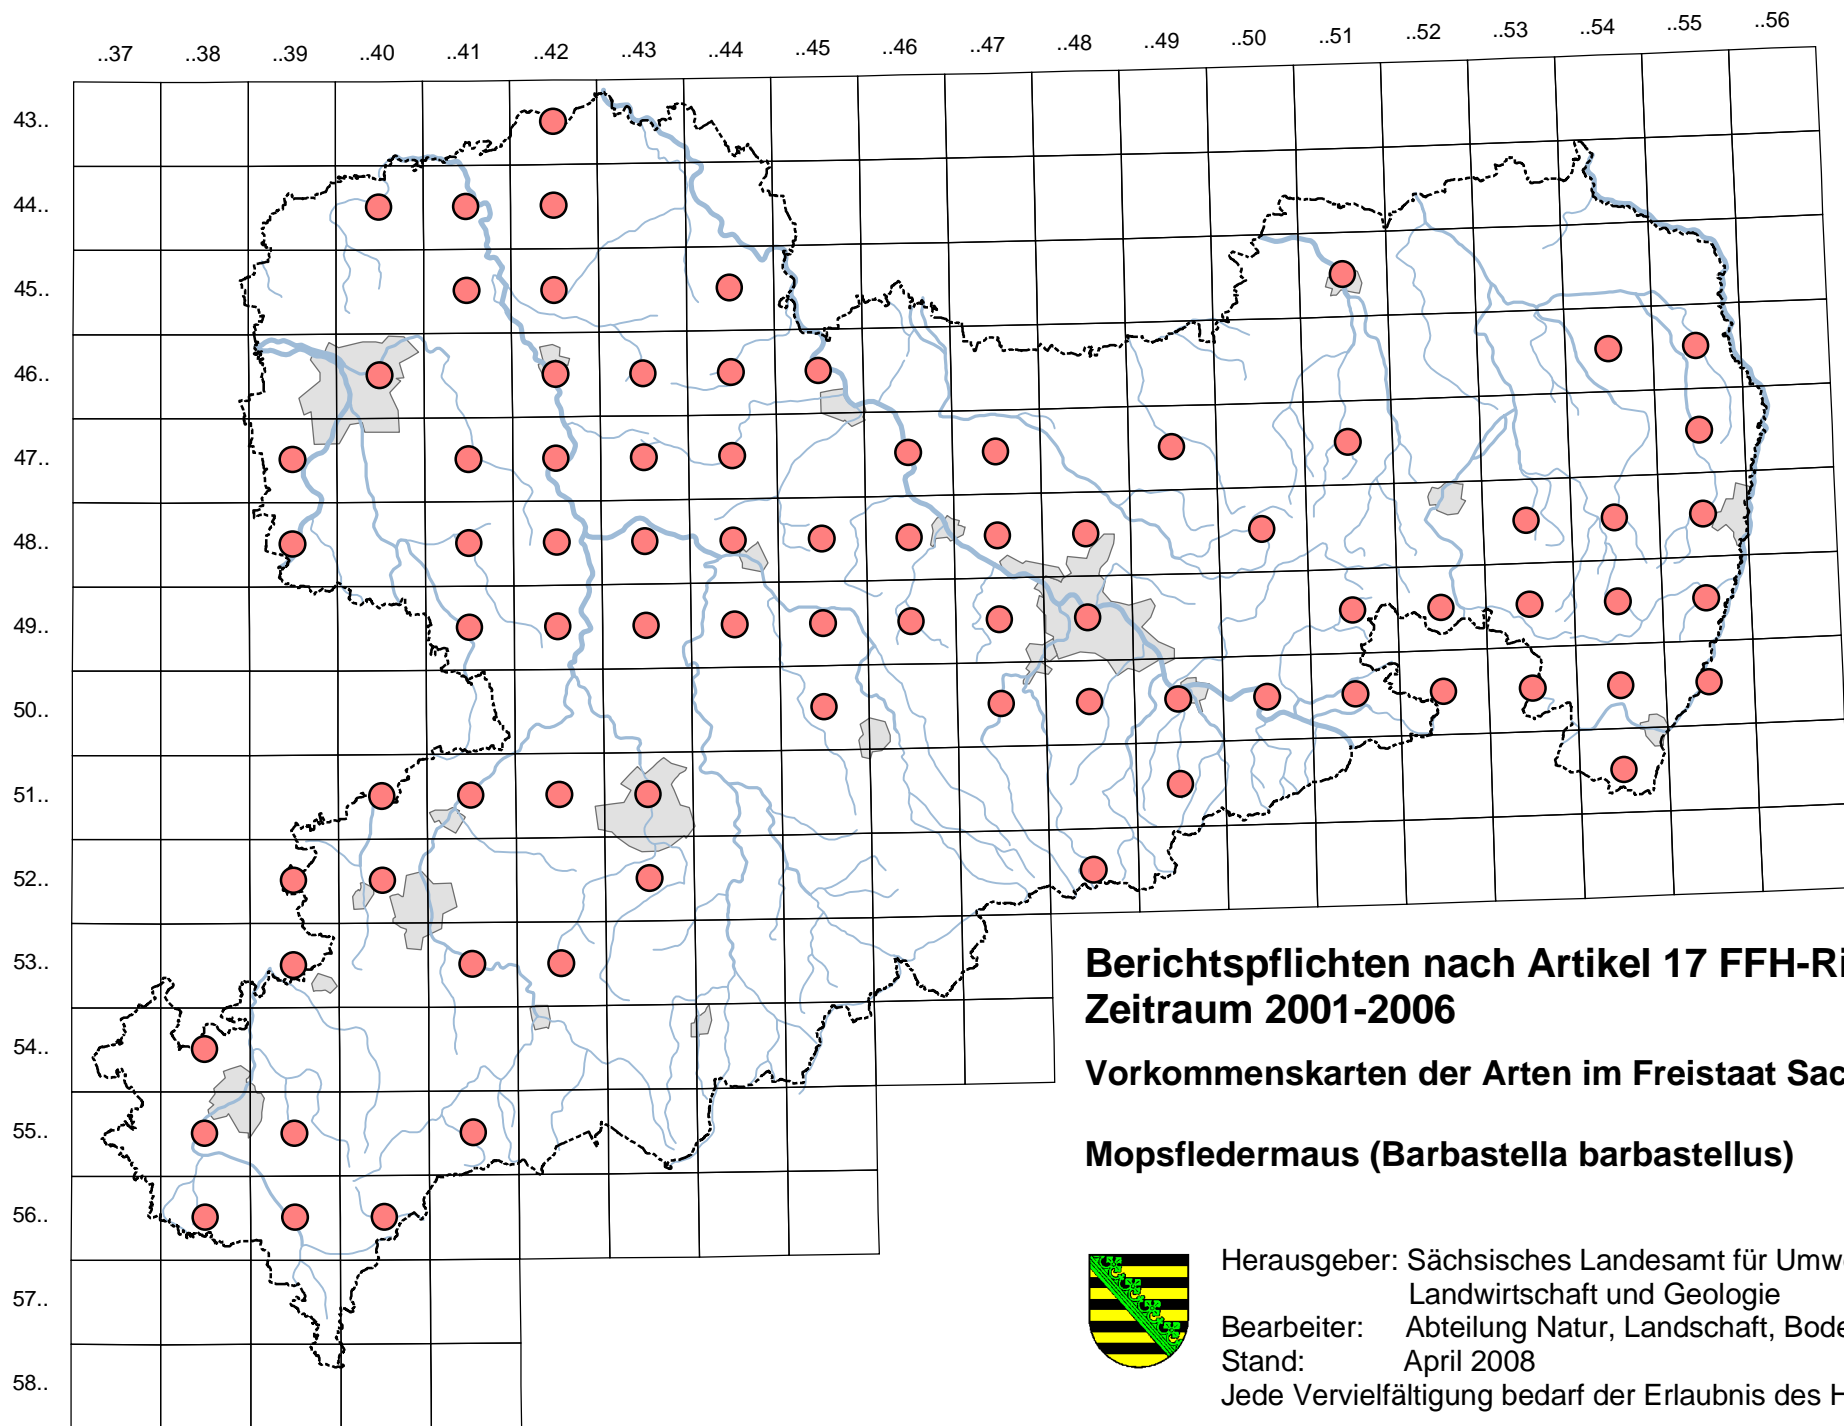 ..37 ..38 ..39 ..40 ..41 ..42 ..43 ..44 ..45 ..46 ..47 ..48 ..49 ..50 ..51 ..52 ..53 ..54 ..55 ..56
43..
44..
45..
46..
47..
48..
49..
50..
51..
52..
53..
54..
55..
56..
57..
58..
Berichtspflichten nach Artikel 17 FFH-Ri
Zeitraum 2001-2006
Vorkommenskarten der Arten im Freistaat Sac
Mopsfledermaus (Barbastella barbastellus)
Herausgeber: Sächsisches Landesamt für Umwe
Landwirtschaft und Geologie
Bearbeiter: Abteilung Natur, Landschaft, Bode
Stand: April 2008
Jede Vervielfältigung bedarf der Erlaubnis des H